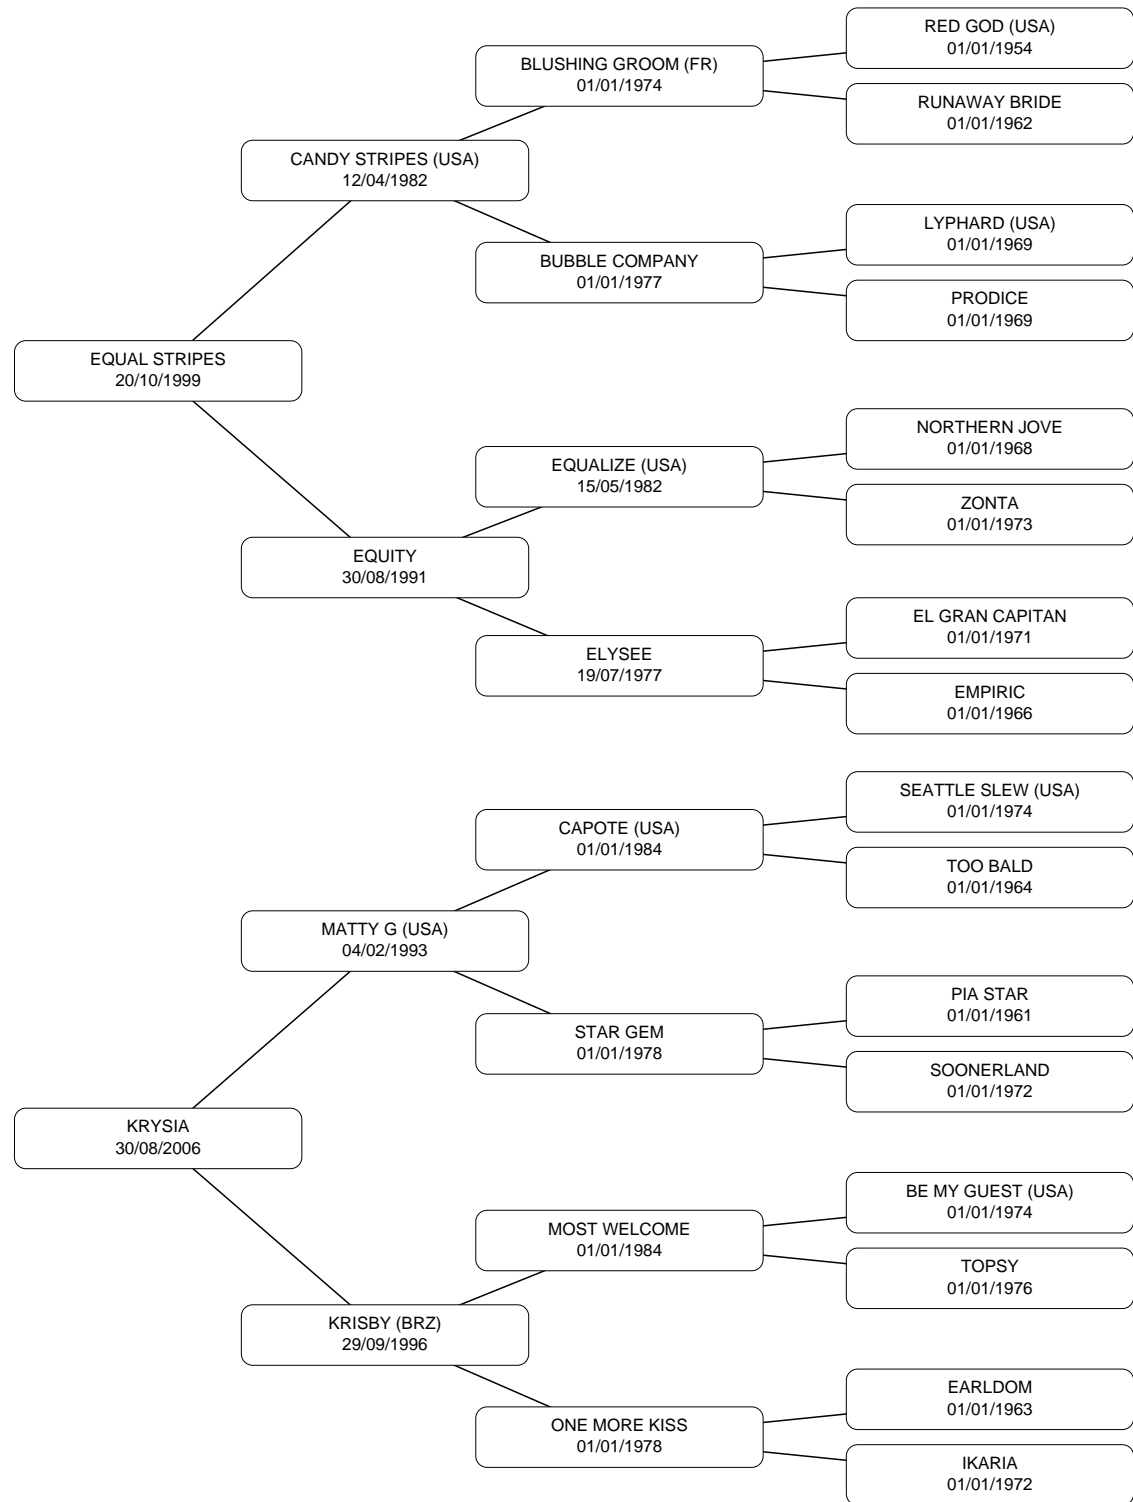 RED GOD (USA)
01/01/1954
BLUSHING GROOM (FR)
01/01/1974
RUNAWAY BRIDE
01/01/1962
CANDY STRIPES (USA)
12/04/1982
LYPHARD (USA)
01/01/1969
BUBBLE COMPANY
01/01/1977
PRODICE
01/01/1969
EQUAL STRIPES
20/10/1999
NORTHERN JOVE
01/01/1968
EQUALIZE (USA)
15/05/1982
ZONTA
01/01/1973
EQUITY
30/08/1991
EL GRAN CAPITAN
01/01/1971
ELYSEE
19/07/1977
EMPIRIC
01/01/1966
SEATTLE SLEW (USA)
01/01/1974
CAPOTE (USA)
01/01/1984
TOO BALD
01/01/1964
MATTY G (USA)
04/02/1993
PIA STAR
01/01/1961
STAR GEM
01/01/1978
SOONERLAND
01/01/1972
KRYSIA
30/08/2006
BE MY GUEST (USA)
01/01/1974
MOST WELCOME
01/01/1984
TOPSY
01/01/1976
KRISBY (BRZ)
29/09/1996
EARLDOM
01/01/1963
ONE MORE KISS
01/01/1978
IKARIA
01/01/1972